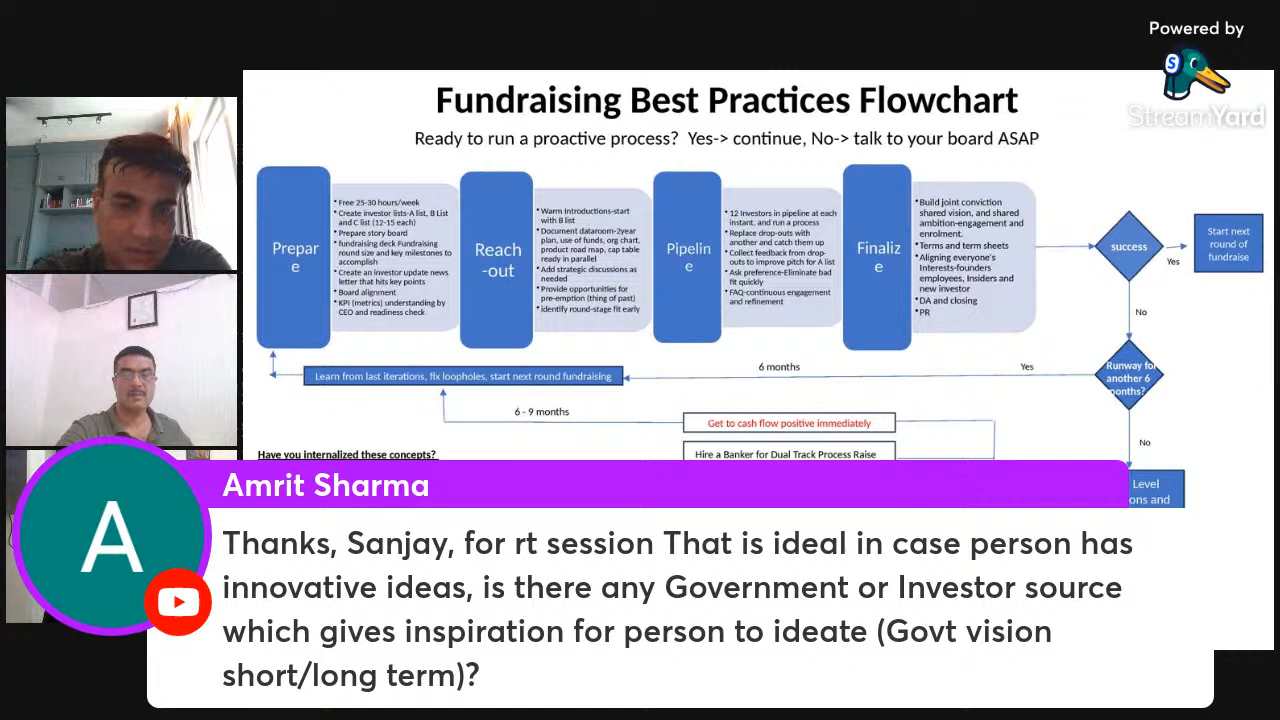 Powered by
S
StreamYard
Fundraising Best Practices Flowchart
Ready to run a proactive process? Yes-> continue, No-> talk to your board ASAP
Prepar
e
•Free 25-30 hours/week
•Create investor lists-A list, B List
and C list (12-15 each)
•Prepare story board
•fundraising deck Fundraising
round size and key milestones to
accomplish
•Create an investor update news
letter that hits key points
•Board alignment
•KPI (metrics) understanding by
CEO and readiness check
Reach
-out
•Warm Introductions-start
with B list
•Document dataroom-2year
plan, use of funds, org chart,
product road map, cap table
ready in parallel
•Add strategic discussions as
needed
•Provide opportunities for
pre-emption (thing of past)
•identify round-stage fit early
Pipelin
e
•12 Investors in pipeline at each
instant, and run a process
•Replace drop-outs with
another and catch them up
•Collect feedback from drop-
outs to improve pitch for A list
•Ask preference-Eliminate bad
fit quickly
•FAQ-continuous engagement
and refinement
Finaliz
e
•Build joint conviction
shared vision, and shared
ambition-engagement and
enrolment.
•Terms and term sheets
•Aligning everyone's
Interests-founders
employees, Insiders and
new investor
•DA and closing
•PR
success
Yes
Start next
round of
fundraise
No
Runway for
another 6
months?
Yes
6 months
Learn from last iterations, fix loopholes, start next round fundraising
6 - 9 months
Get to cash flow positive immediately
No
Have you internalized these concepts?
Hire a Banker for Dual Track Process Raise
Level
ons and
A
Amrit Sharma
Thanks, Sanjay, for rt session That is ideal in case person has
innovative ideas, is there any Government or Investor source
which gives inspiration for person to ideate (Govt vision
short/long term)?